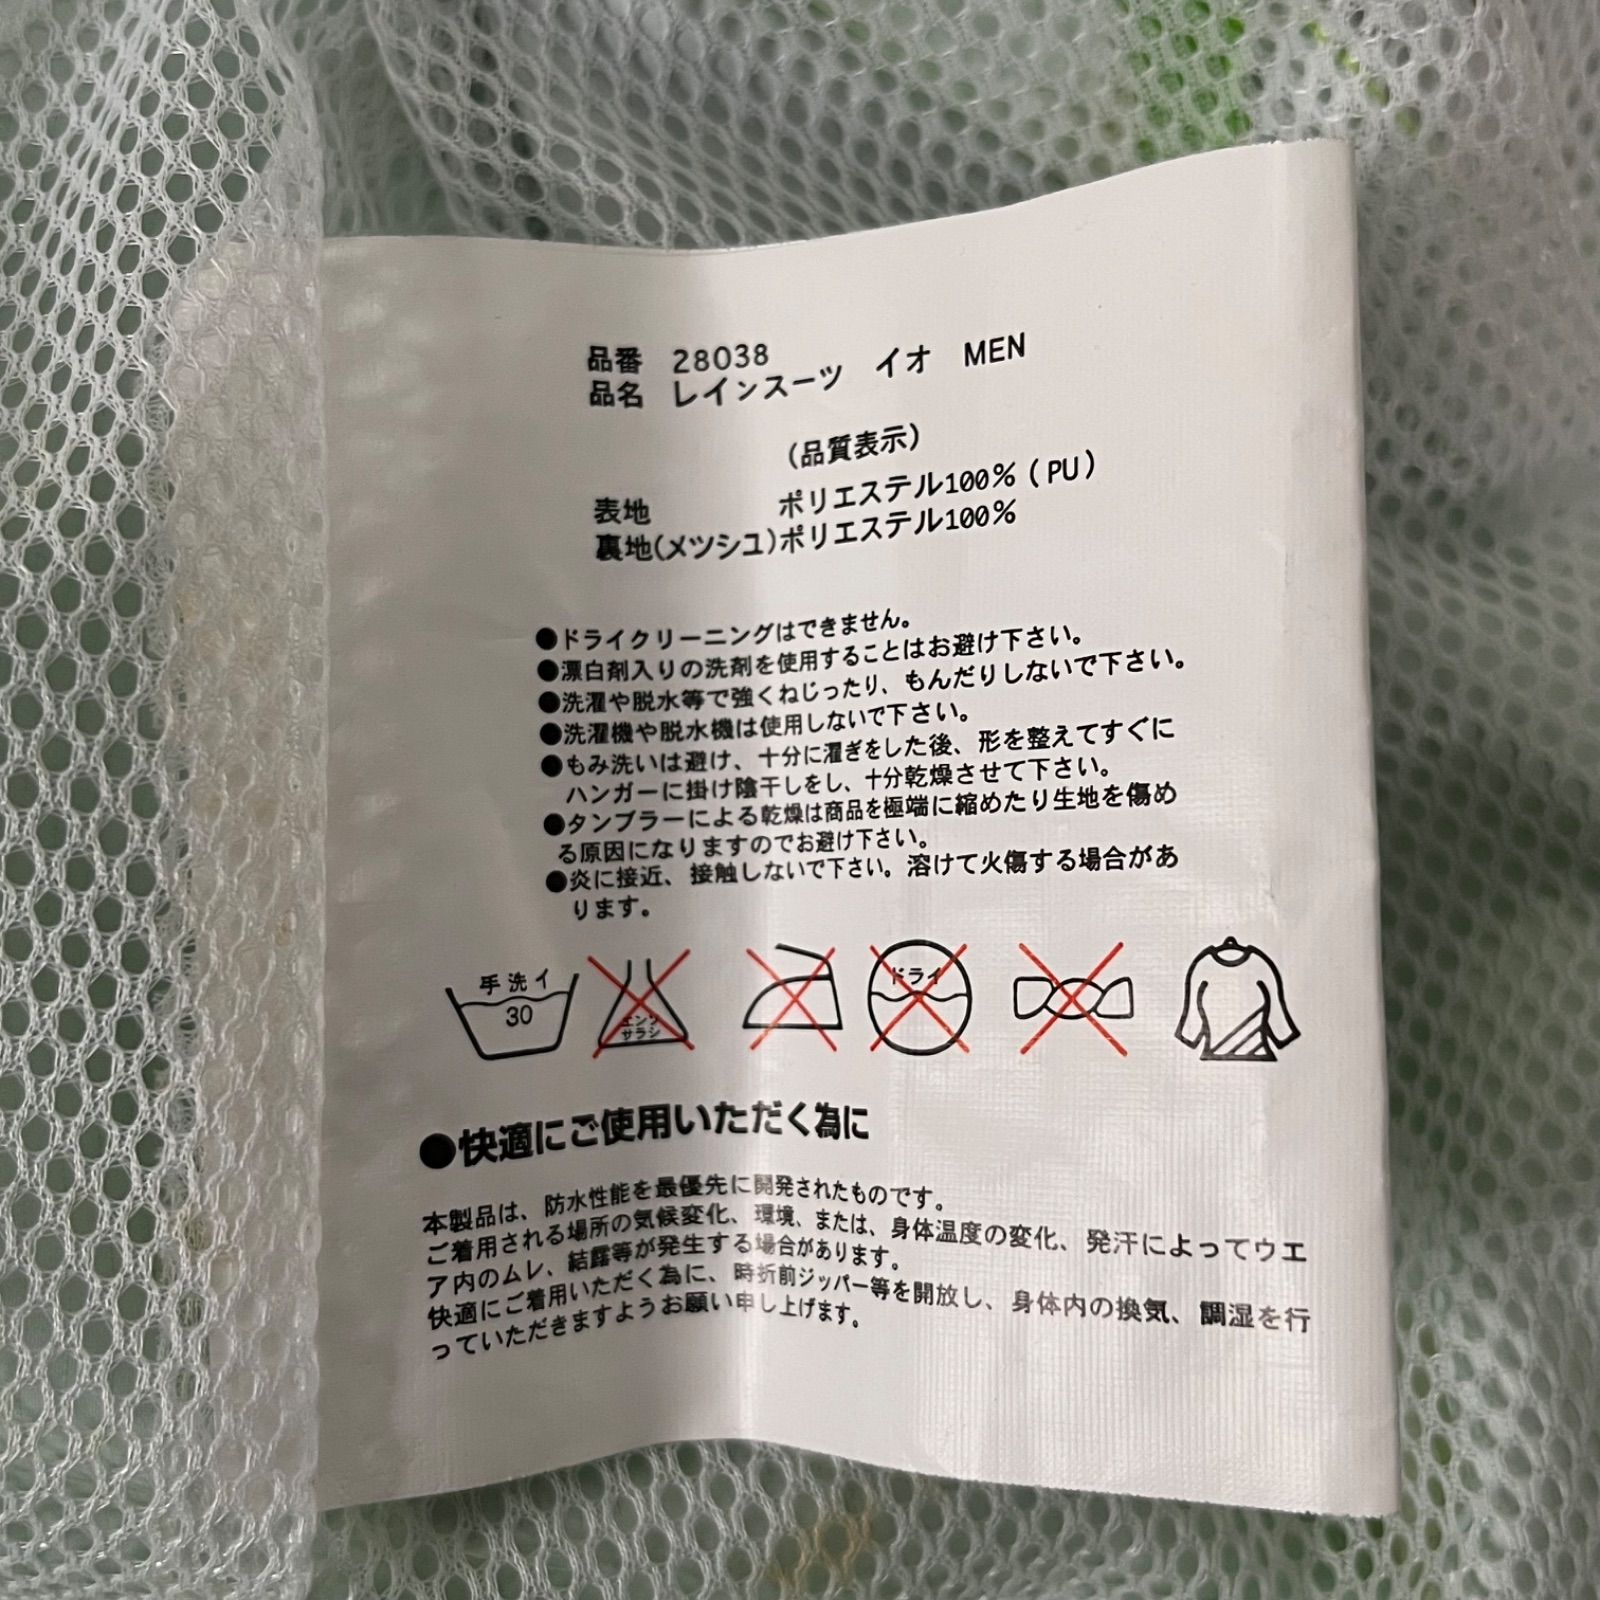 品番 28038
品名 レインスーツ イオ MEN
(品質表示)
表地 ポリエステル100%(PU)
裏地(メツシユ)ポリエステル100%
●ドライクリーニングはできません。
●漂白剤入りの洗剤を使用することはお避け下さい。
●洗濯や脱水等で強くねじったり、もんだりしないで下さい。
●洗濯機や脱水機は使用しないで下さい。
●もみ洗いは避け、十分に濯ぎをした後、形を整えてすぐに
ハンガーに掛け陰干しをし、十分乾燥させて下さい。
●タンブラーによる乾燥は商品を極端に縮めたり生地を傷め
る原因になりますのでお避け下さい。
●炎に接近、接触しないで下さい。溶けて火傷する場合があ
ります。
手洗イ
30
エンソ
サラシ
ドライ
●快適にご使用いただく為に
本製品は、防水性能を最優先に開発されたものです。
ご着用される場所の気候変化、環境、または、身体温度の変化、発汗によってウエ
ア内のムレ、結露等が発生する場合があります。
快適にご着用いただく為に、時折前ジッパー等を開放し、身体内の換気、調湿を行
っていただきますようお願い申し上げます。